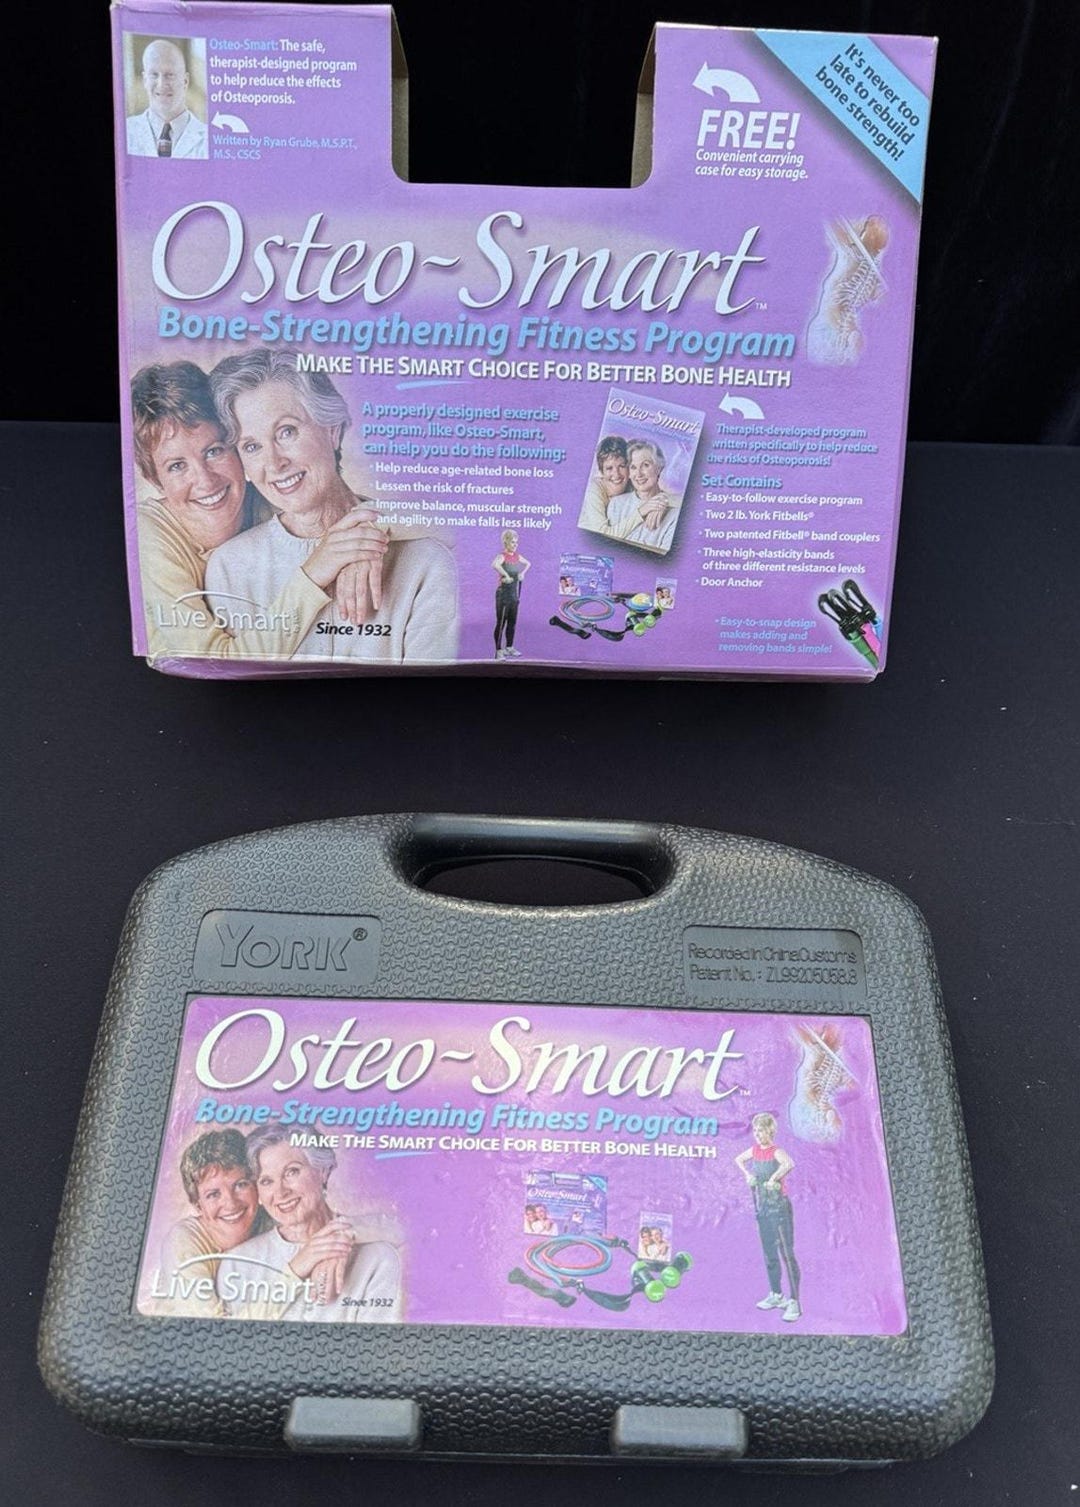 Osteo-Smart: The safe,
therapist-designed program
to help reduce the effects
of Osteoporosis.
Written by Ryan Grube, M.S.P.T.,
M.S., CSCS
FREE!
Convenient carrying
case for easy storage.
It's never too
late to rebuild
bone strength!
Osteo-Smart™
Bone-Strengthening Fitness Program
MAKE THE SMART CHOICE FOR BETTER BONE HEALTH
A properly designed exercise
program, like Osteo-Smart,
can help you do the following:
· Help reduce age-related bone loss
· Lessen the risk of fractures
· Improve balance, muscular strength
and agility to make falls less likely
Osteo-Smart
Therapist-developed program
written specifically to help reduce
the risks of Osteoporosis!
Set Contains
· Easy-to-follow exercise program
· Two 2 lb. York Fitbells®
· Two patented Fitbell® band couplers
· Three high-elasticity bands
of three different resistance levels
· Door Anchor
· Easy-to-snap design
makes adding and
removing bands simple!
Live Smart
Since 1932
YORK®
Recorded In China Customs
Patent No.: ZL99205058.8
Osteo-Smart™
Bone-Strengthening Fitness Program
MAKE THE SMART CHOICE FOR BETTER BONE HEALTH
Osteo-Smart
Live Smart
Since 1932